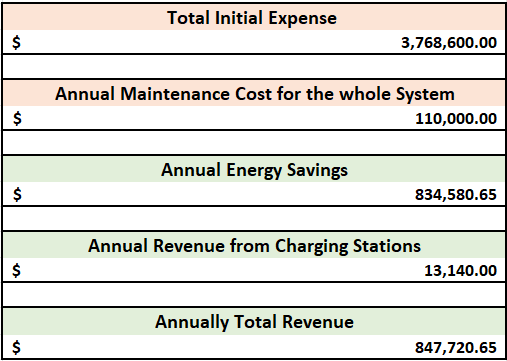 Total Initial Expense
$ 3,768,600.00
Annual Maintenance Cost for the whole System
$ 110,000.00
Annual Energy Savings
$ 834,580.65
Annual Revenue from Charging Stations
$ 13,140.00
Annually Total Revenue
$ 847,720.65